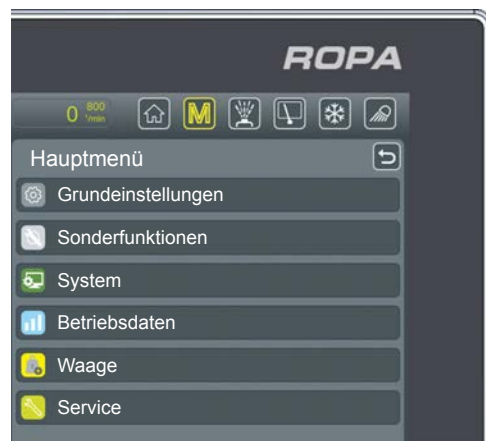 ROPA
0 800 1/min M
Hauptmenü
Grundeinstellungen
Sonderfunktionen
System
Betriebsdaten
Waage
Service